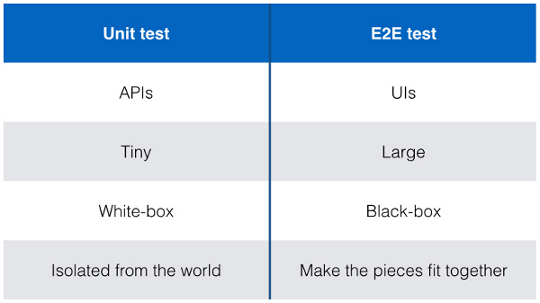 Unit test E2E test
APIs UIs
Tiny Large
White-box Black-box
Isolated from the world Make the pieces fit together